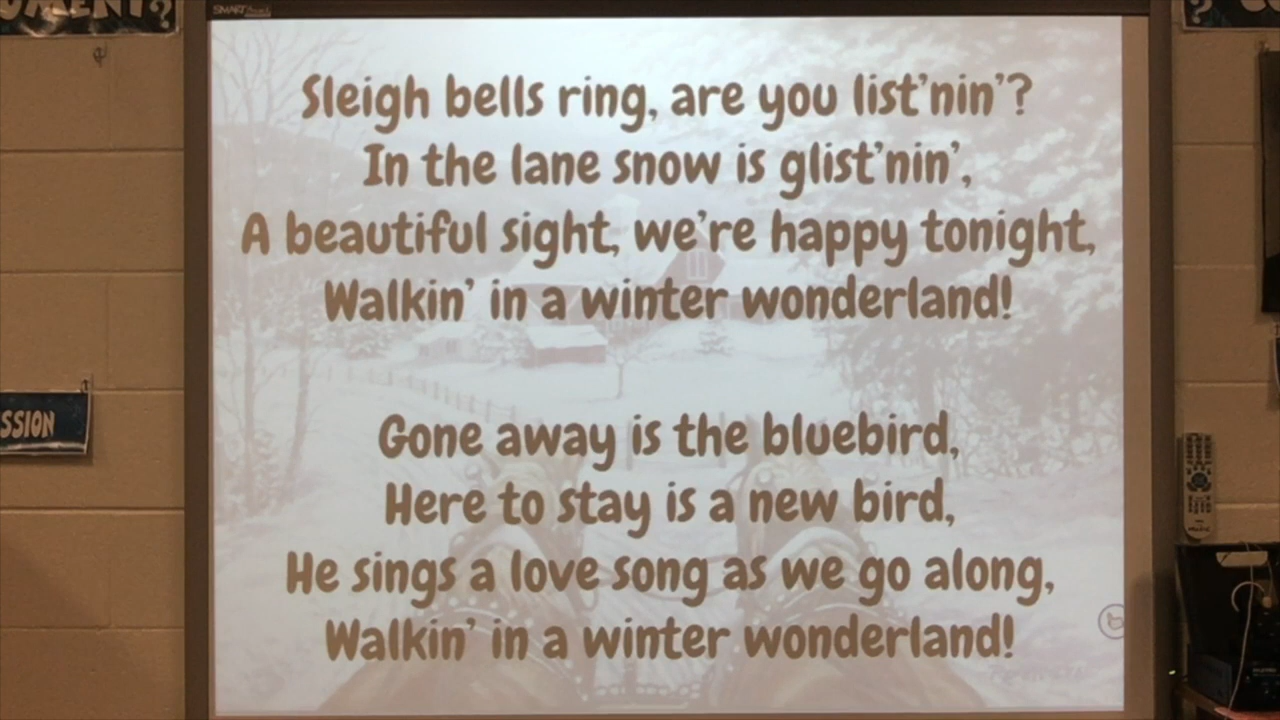 SMART
?
Sleigh bells ring, are you list'nin'?
In the lane snow is glist'nin',
A beautiful sight, we're happy tonight,
Walkin' in a winter wonderland!
SSION
Gone away is the bluebird,
Here to stay is a new bird,
He sings a love song as we go along,
Walkin' in a winter wonderland!